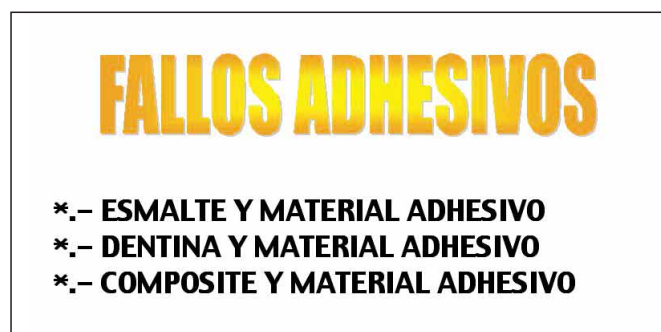 FALLOS ADHESIVOS
*.– ESMALTE Y MATERIAL ADHESIVO
*.– DENTINA Y MATERIAL ADHESIVO
*.– COMPOSITE Y MATERIAL ADHESIVO